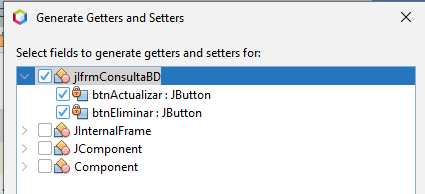 Generate Getters and Setters
Select fields to generate getters and setters for:
jIfrmConsultaBD
btnActualizar : JButton
btnEliminar : JButton
JInternalFrame
JComponent
Component